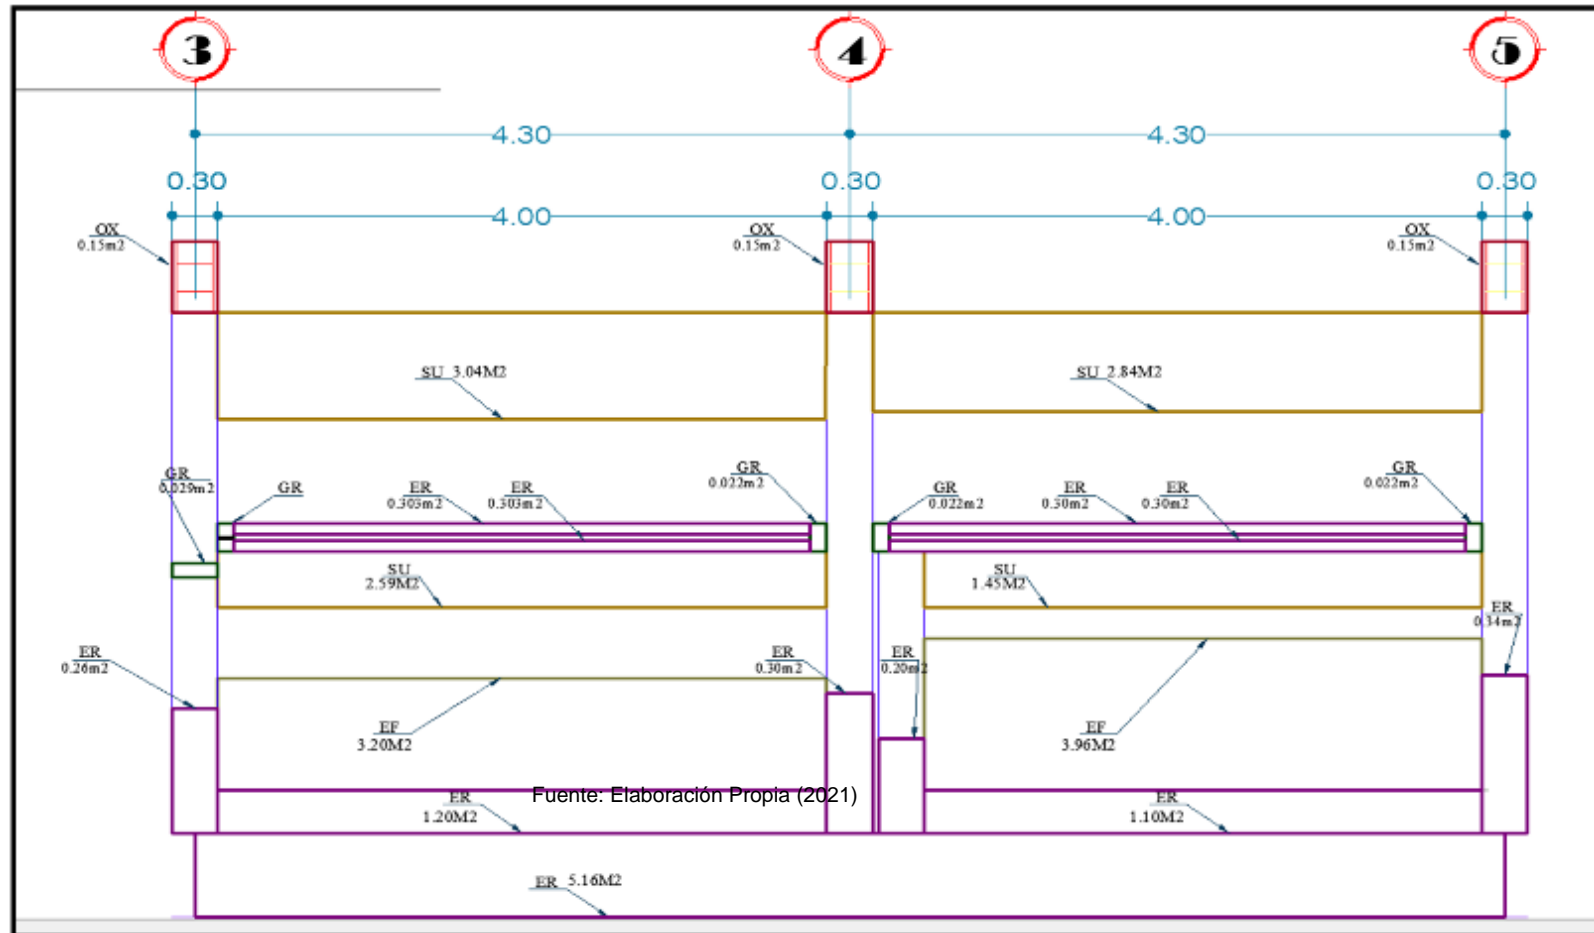 3 4 5
4.30 4.30
0.30 0.30 0.30
4.00 4.00
OX OX OX
0.15m2 0.15m2 0.15m2
SU 3.04M2 SU 2.84M2
GR GR ER ER GR GR ER ER GR
0.029m2 0.303m2 0.303m2 0.022m2 0.022m2 0.30m2 0.30m2 0.022m2
SU SU
2.59M2 1.45M2
ER
0.34m2
ER ER ER
0.26m2 0.30m2 0.20m2
EF EF
3.20M2 3.96M2
Fuente: Elaboración Propia (2021)
ER ER
1.20M2 1.10M2
ER 5.16M2